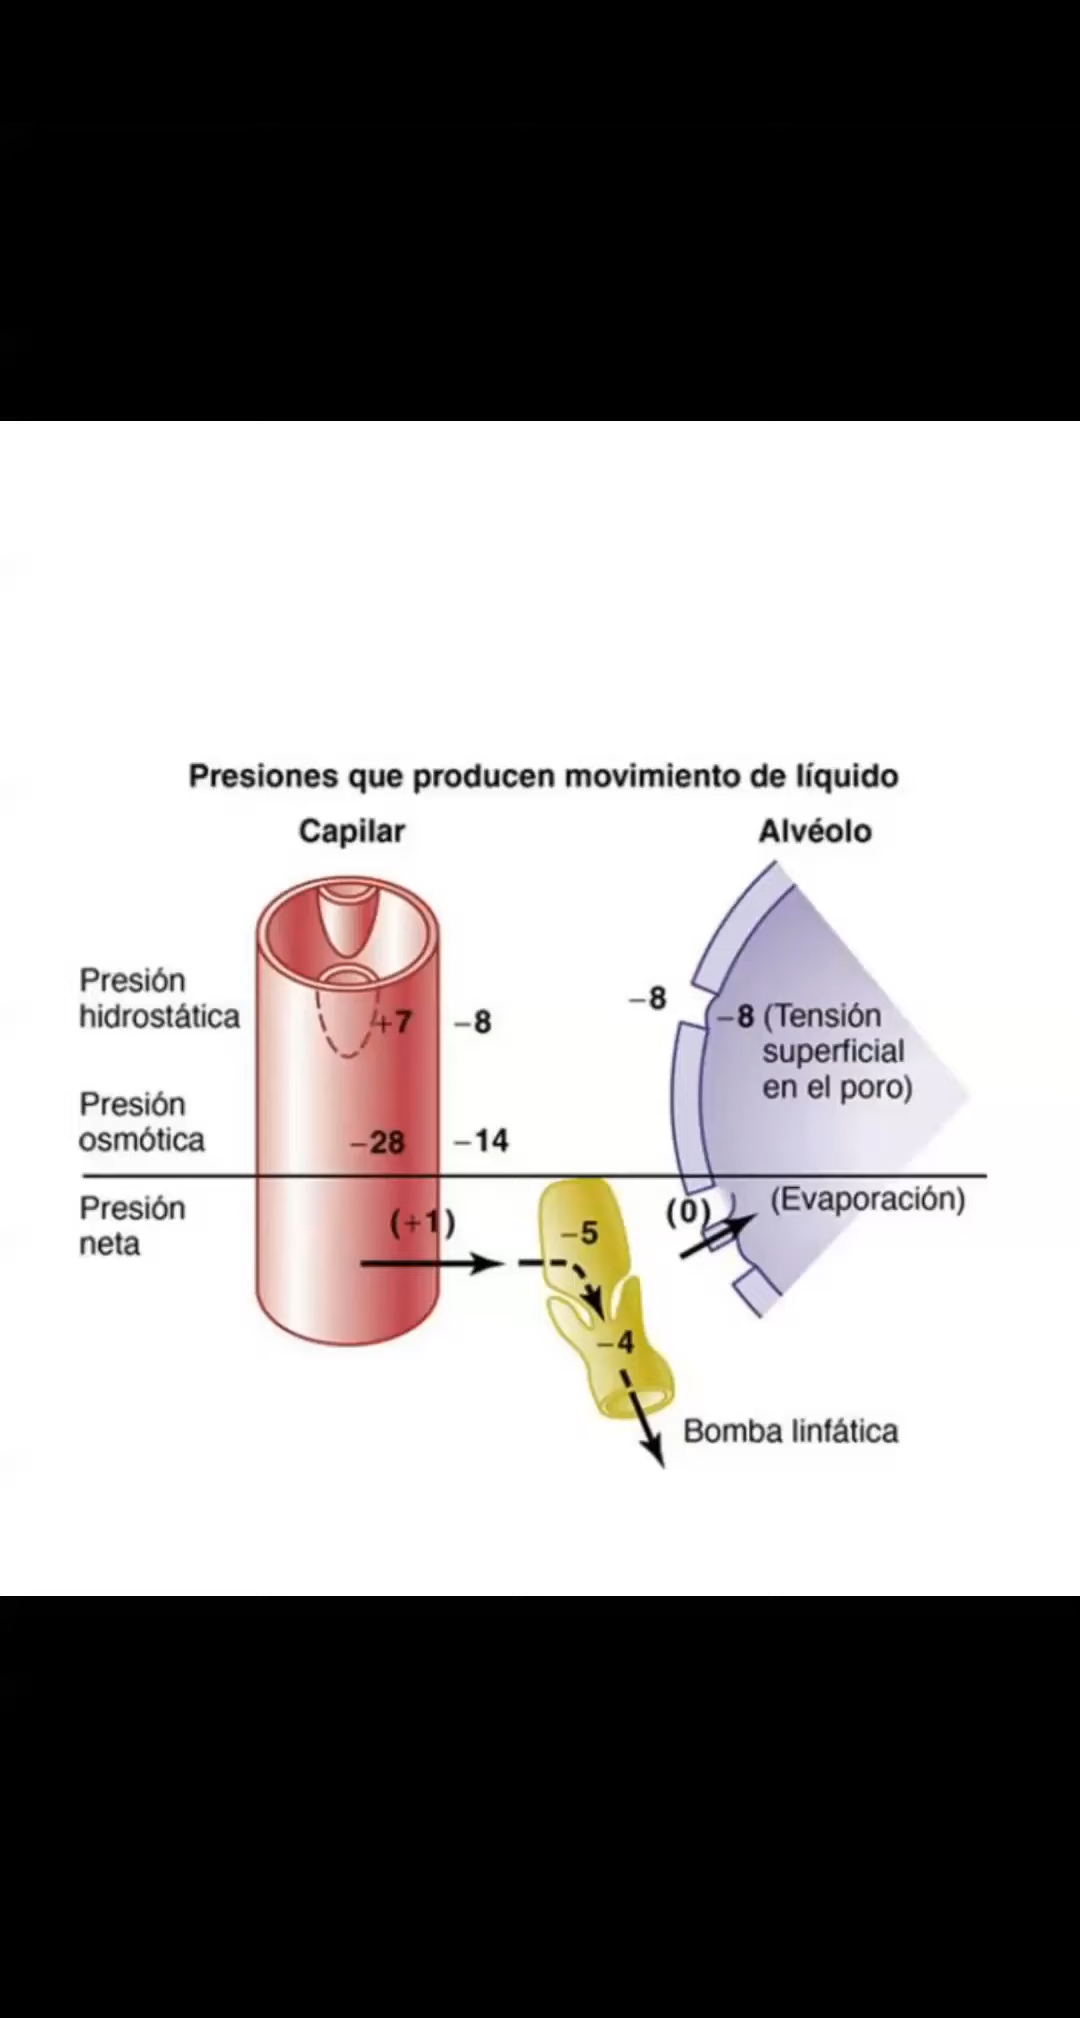 Presiones que producen movimiento de líquido
Capilar
Alvéolo
Presión
hidrostática
+7
–8
–8
–8 (Tensión
superficial
en el poro)
Presión
osmótica
–28
–14
Presión
neta
(+1)
–5
(0)
(Evaporación)
–4
Bomba linfática